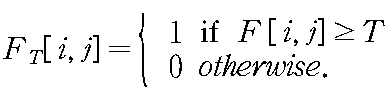 F_T[i,j] = { 1 if F[i,j] ≥ T
0 otherwise.